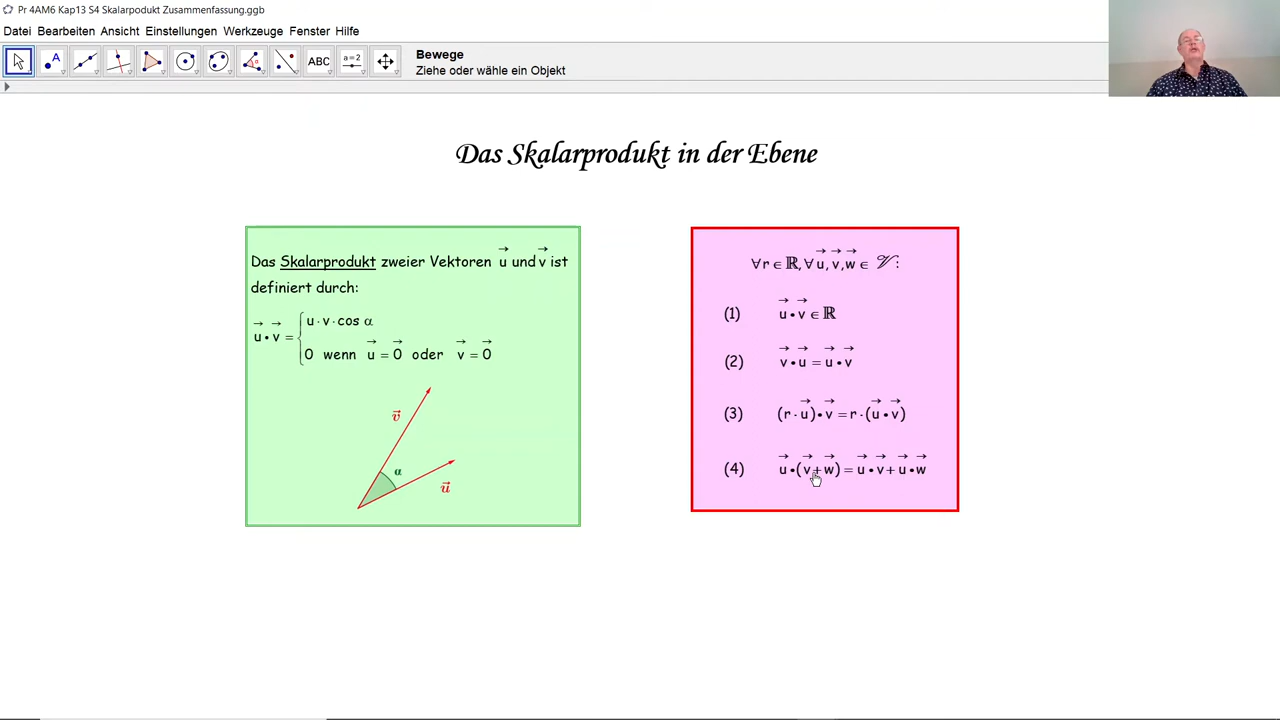 Pr 4AM6 Kap13 S4 Skalarpodukt Zusammenfassung.ggb
Datei Bearbeiten Ansicht Einstellungen Werkzeuge Fenster Hilfe
A ABC a=2
Bewege
Ziehe oder wähle ein Objekt
Das Skalarprodukt in der Ebene
Das Skalarprodukt zweier Vektoren u⃗ und v⃗ ist
definiert durch:
u⃗•v⃗ = { u·v·cos α
0 wenn u⃗=0⃗ oder v⃗=0⃗
v⃗
α
u⃗
∀r∈ℝ,∀u⃗,v⃗,w⃗∈ 𝒱:
(1) u⃗•v⃗∈ℝ
(2) v⃗•u⃗=u⃗•v⃗
(3) (r·u⃗)•v⃗=r·(u⃗•v⃗)
(4) u⃗•(v⃗+w⃗)=u⃗•v⃗+u⃗•w⃗